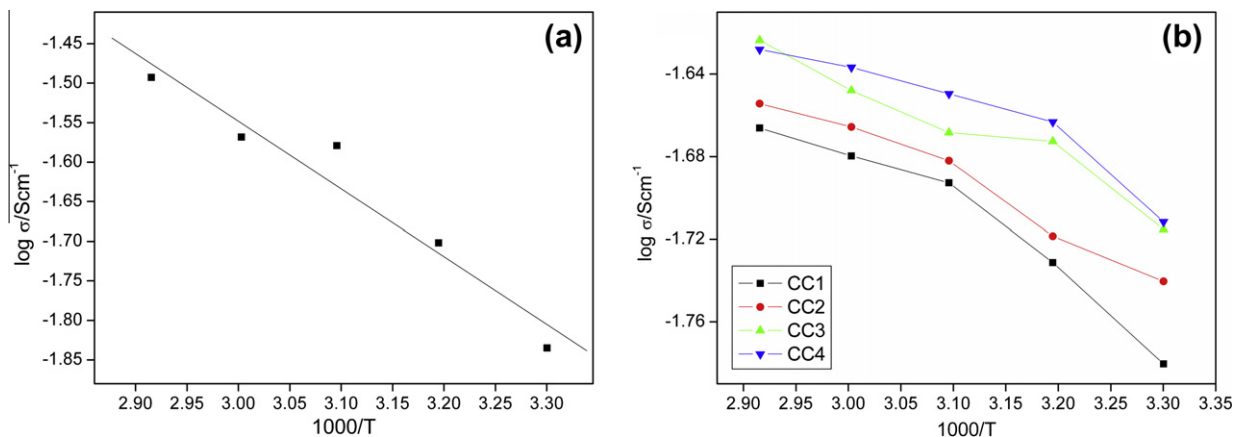 (a)
log σ/Scm⁻¹
-1.45
-1.50
-1.55
-1.60
-1.65
-1.70
-1.75
-1.80
-1.85
2.90 2.95 3.00 3.05 3.10 3.15 3.20 3.25 3.30
1000/T
(b)
log σ/Scm⁻¹
-1.64
-1.68
-1.72
-1.76
CC1
CC2
CC3
CC4
2.90 2.95 3.00 3.05 3.10 3.15 3.20 3.25 3.30 3.35
1000/T